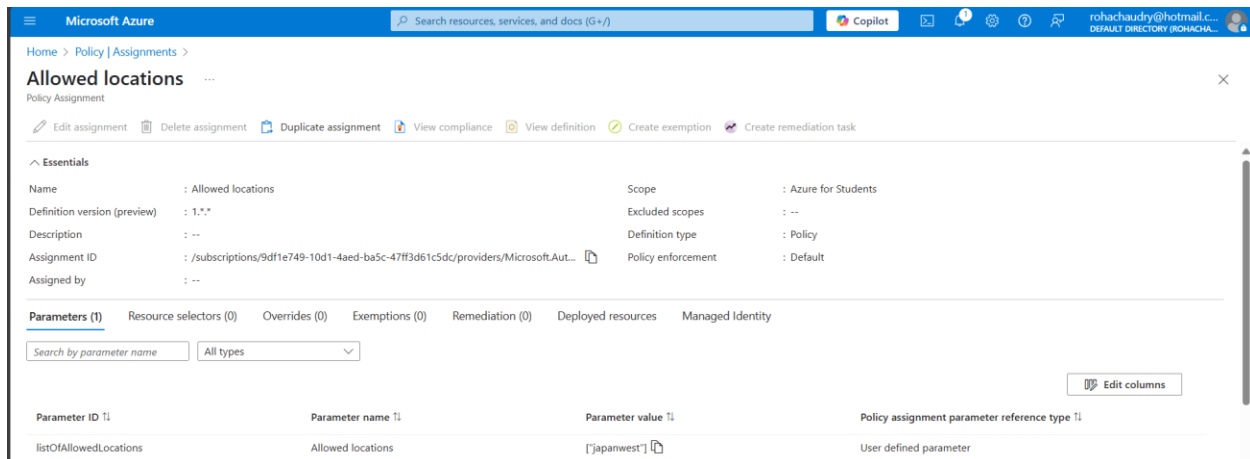 Microsoft Azure
Search resources, services, and docs (G+/)
Copilot
1
rohachaudry@hotmail.c...
DEFAULT DIRECTORY (ROHACHA...
Home > Policy | Assignments >
Allowed locations ...
Policy Assignment
Edit assignment Delete assignment Duplicate assignment View compliance View definition Create exemption Create remediation task
Essentials
Name : Allowed locations Scope : Azure for Students
Definition version (preview) : 1.*.* Excluded scopes : --
Description : -- Definition type : Policy
Assignment ID : /subscriptions/9df1e749-10d1-4aed-ba5c-47ff3d61c5dc/providers/Microsoft.Aut... Policy enforcement : Default
Assigned by : --
Parameters (1) Resource selectors (0) Overrides (0) Exemptions (0) Remediation (0) Deployed resources Managed Identity
Search by parameter name All types
Edit columns
Parameter ID Parameter name Parameter value Policy assignment parameter reference type
listOfAllowedLocations Allowed locations ["japanwest"] User defined parameter